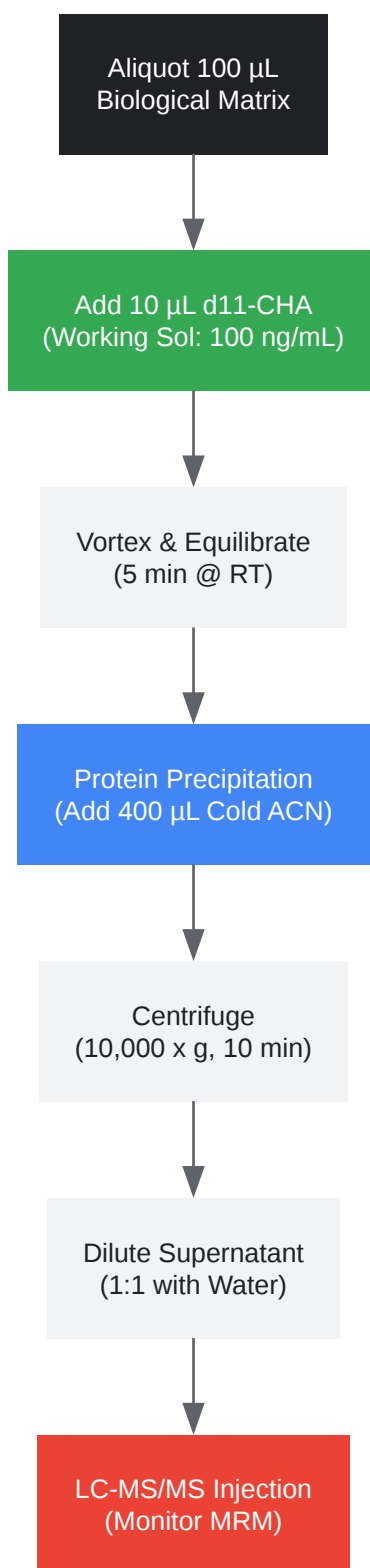 Aliquot 100 µL
Biological Matrix
Add 10 µL d11-CHA
(Working Sol: 100 ng/mL)
Vortex & Equilibrate
(5 min @ RT)
Protein Precipitation
(Add 400 µL Cold ACN)
Centrifuge
(10,000 x g, 10 min)
Dilute Supernatant
(1:1 with Water)
LC-MS/MS Injection
(Monitor MRM)